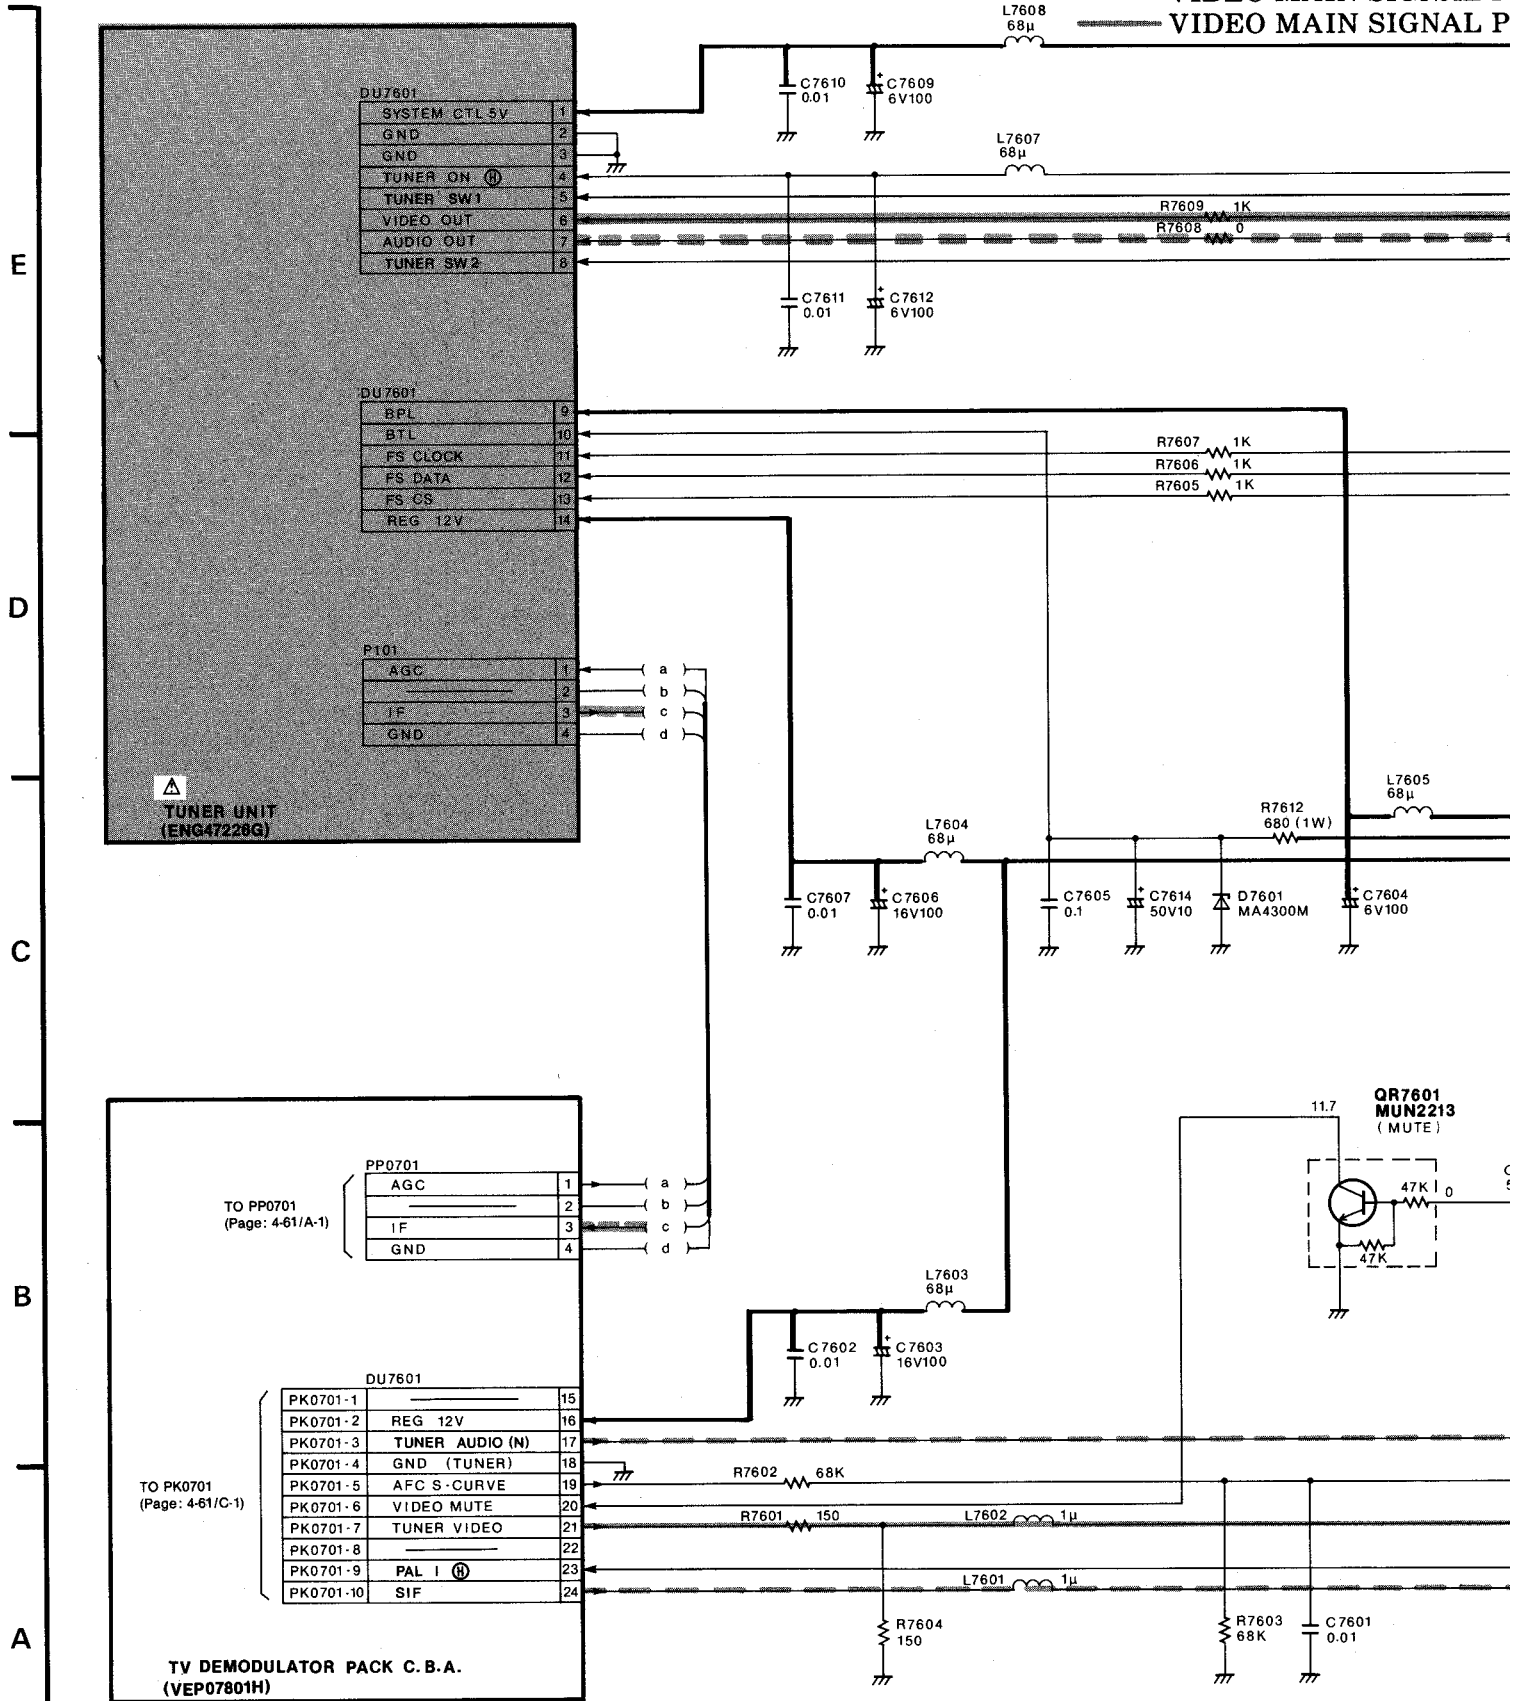 L7608
68μ
VIDEO MAIN SIGNAL P
C7610
0.01
+
C7609
6V100
DU7601
SYSTEM CTL 5V 1
GND 2
GND 3
TUNER ON Ⓗ 4
TUNER SW1 5
VIDEO OUT 6
AUDIO OUT 7
TUNER SW2 8
L7607
68μ
R7609 1K
R7608 0
E
C7611
0.01
+
C7612
6V100
DU7601
BPL 9
BTL 10
FS CLOCK 11
FS DATA 12
FS CS 13
REG 12V 14
R7607 1K
R7606 1K
R7605 1K
D
P101
AGC 1 a
2 b
IF 3 c
GND 4 d
TUNER UNIT
(ENG47226G)
L7605
68μ
R7612
680 (1W)
L7604
68μ
C7607
0.01
+
C7606
16V100
C7605
0.1
+
C7614
50V10
D7601
MA4300M
+
C7604
6V100
C
QR7601
MUN2213
(MUTE)
11.7
47K 0
47K
PP0701
AGC 1 a
2 b
IF 3 c
GND 4 d
TO PP0701
(Page: 4-61/A-1)
B
L7603
68μ
C7602
0.01
+
C7603
16V100
DU7601
PK0701-1 15
PK0701-2 REG 12V 16
PK0701-3 TUNER AUDIO (N) 17
PK0701-4 GND (TUNER) 18
PK0701-5 AFC S-CURVE 19
PK0701-6 VIDEO MUTE 20
PK0701-7 TUNER VIDEO 21
PK0701-8 22
PK0701-9 PAL I Ⓗ 23
PK0701-10 SIF 24
TO PK0701
(Page: 4-61/C-1)
R7602 68K
R7601 150
L7602 1μ
L7601 1μ
R7604
150
R7603
68K
C7601
0.01
A
TV DEMODULATOR PACK C.B.A.
(VEP07801H)